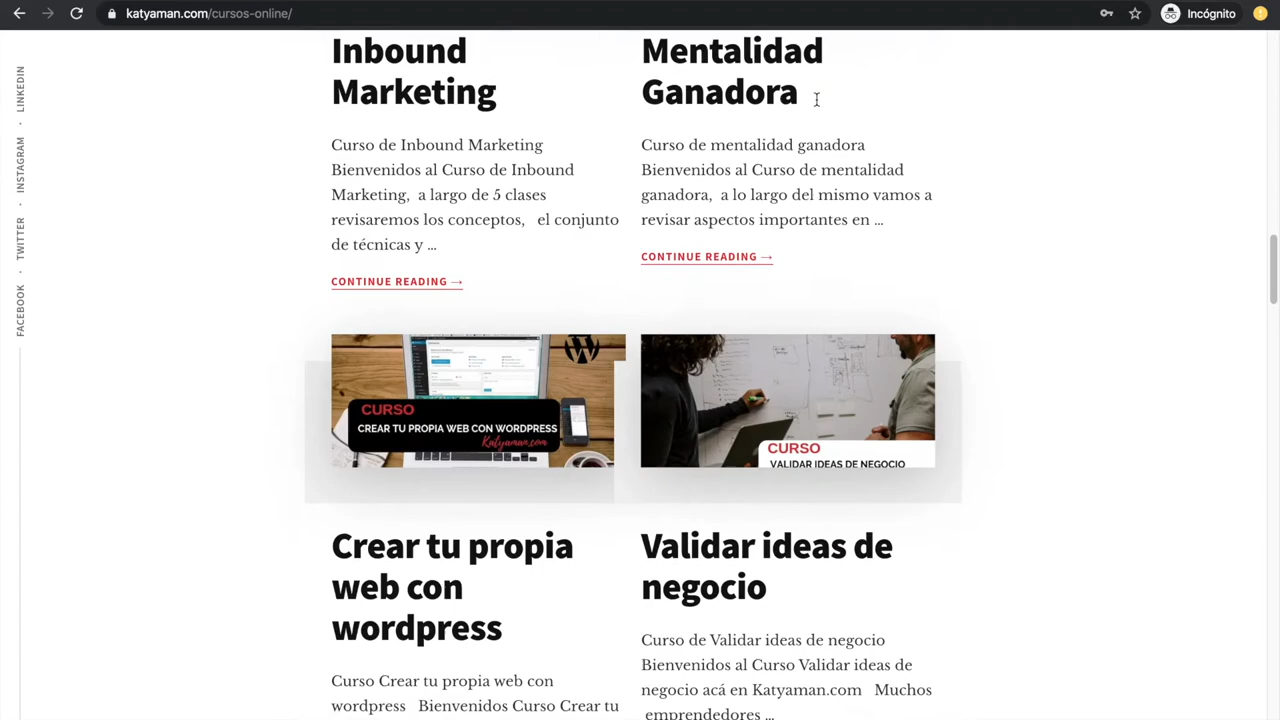 katyaman.com/cursos-online/
Incógnito
LINKEDIN
INSTAGRAM
TWITTER
FACEBOOK
Inbound
Marketing
Curso de Inbound Marketing
Bienvenidos al Curso de Inbound
Marketing, a largo de 5 clases
revisaremos los conceptos, el conjunto
de técnicas y ...
CONTINUE READING →
Mentalidad
Ganadora
Curso de mentalidad ganadora
Bienvenidos al Curso de mentalidad
ganadora, a lo largo del mismo vamos a
revisar aspectos importantes en ...
CONTINUE READING →
CURSO
CREAR TU PROPIA WEB CON WORDPRESS
Katyaman.com
Crear tu propia
web con
wordpress
Curso Crear tu propia web con
wordpress Bienvenidos Curso Crear tu
CURSO
VALIDAR IDEAS DE NEGOCIO
Validar ideas de
negocio
Curso de Validar ideas de negocio
Bienvenidos al Curso Validar ideas de
negocio acá en Katyaman.com Muchos
emprendedores ...